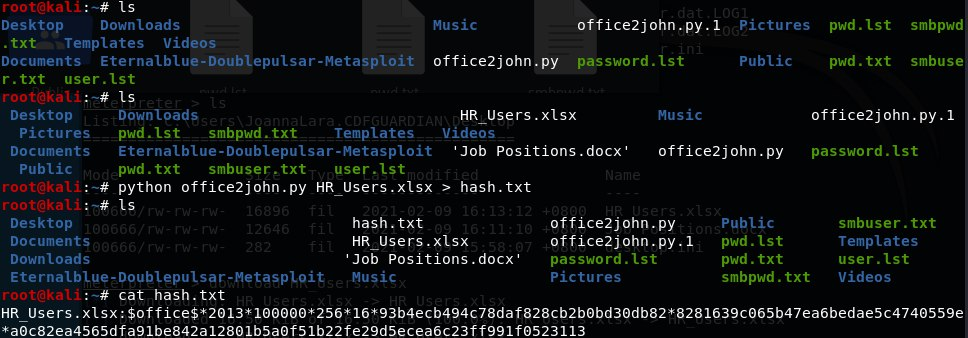 root@kali:~# ls
Desktop Downloads Music office2john.py.1 Pictures pwd.lst smbpwd
.txt Templates Videos
Documents Eternalblue-Doublepulsar-Metasploit office2john.py password.lst Public pwd.txt smbuse
r.txt user.lst
root@kali:~# ls
Desktop Downloads HR_Users.xlsx Music office2john.py.1
Pictures pwd.lst smbpwd.txt Templates Videos
Documents Eternalblue-Doublepulsar-Metasploit 'Job Positions.docx' office2john.py password.lst
Public pwd.txt smbuser.txt user.lst
root@kali:~# python office2john.py HR_Users.xlsx > hash.txt
root@kali:~# ls
Desktop hash.txt office2john.py Public smbuser.txt
Documents HR_Users.xlsx office2john.py.1 pwd.lst Templates
Downloads 'Job Positions.docx' password.lst pwd.txt user.lst
Eternalblue-Doublepulsar-Metasploit Music Pictures smbpwd.txt Videos
root@kali:~# cat hash.txt
HR_Users.xlsx:$office$*2013*100000*256*16*93b4ecb494c78daf828cb2b0bd30db82*8281639c065b47ea6bedae5c4740559e
*a0c82ea4565dfa91be842a12801b5a0f51b22fe29d5ecea6c23ff991f0523113